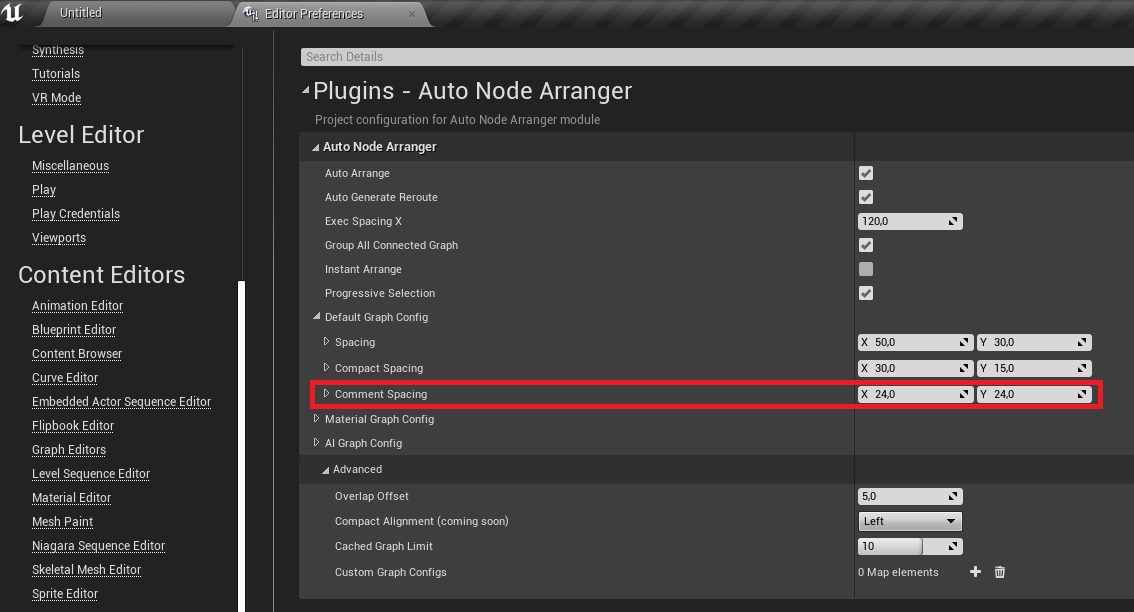 Untitled
Editor Preferences
Synthesis
Tutorials
VR Mode
Level Editor
Miscellaneous
Play
Play Credentials
Viewports
Content Editors
Animation Editor
Blueprint Editor
Content Browser
Curve Editor
Embedded Actor Sequence Editor
Flipbook Editor
Graph Editors
Level Sequence Editor
Material Editor
Mesh Paint
Niagara Sequence Editor
Skeletal Mesh Editor
Sprite Editor
Search Details
Plugins - Auto Node Arranger
Project configuration for Auto Node Arranger module
Auto Node Arranger
Auto Arrange
Auto Generate Reroute
Exec Spacing X 120,0
Group All Connected Graph
Instant Arrange
Progressive Selection
Default Graph Config
Spacing X 50,0 Y 30,0
Compact Spacing X 30,0 Y 15,0
Comment Spacing X 24,0 Y 24,0
Material Graph Config
AI Graph Config
Advanced
Overlap Offset 5,0
Compact Alignment (coming soon) Left
Cached Graph Limit 10
Custom Graph Configs 0 Map elements